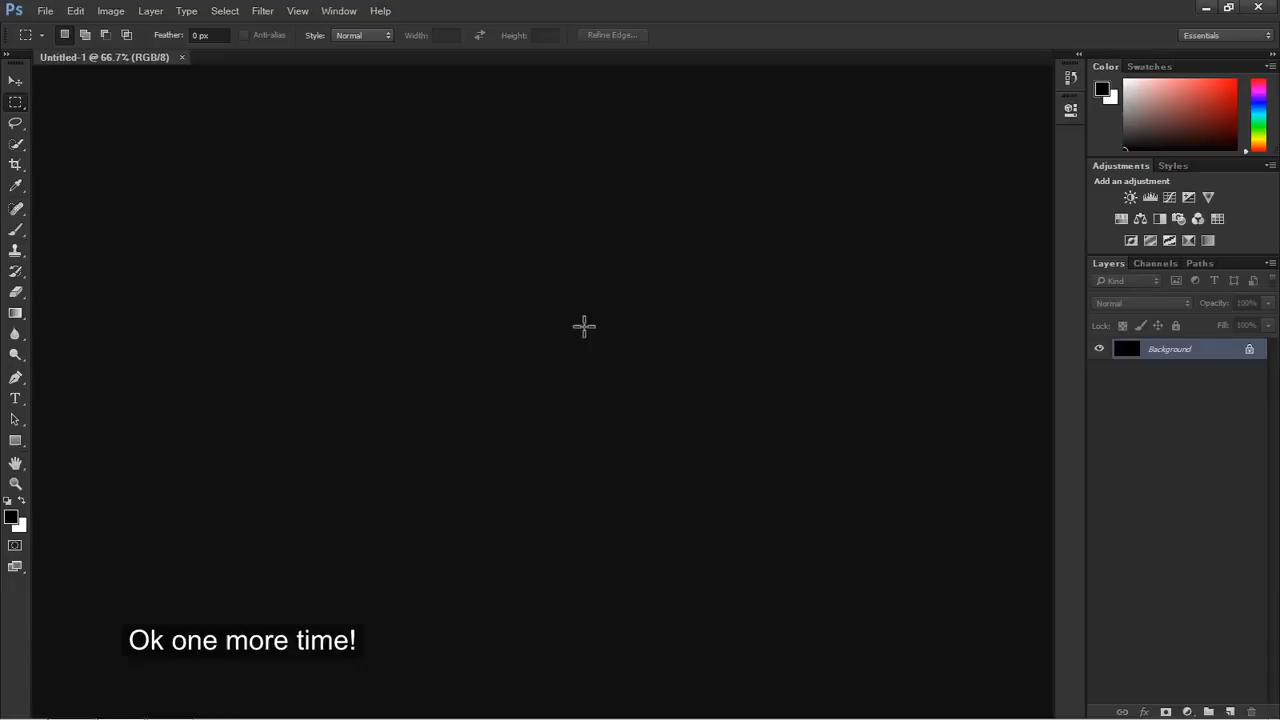 Ps File Edit Image Layer Type Select Filter View Window Help
Feather: 0 px Anti-alias Style: Normal Width: Height: Refine Edge... Essentials
Untitled-1 @ 66.7% (RGB/8) ×
Color Swatches
Adjustments Styles
Add an adjustment
Layers Channels Paths
Kind
Normal Opacity: 100%
Lock: Fill: 100%
Background
fx
Ok one more time!